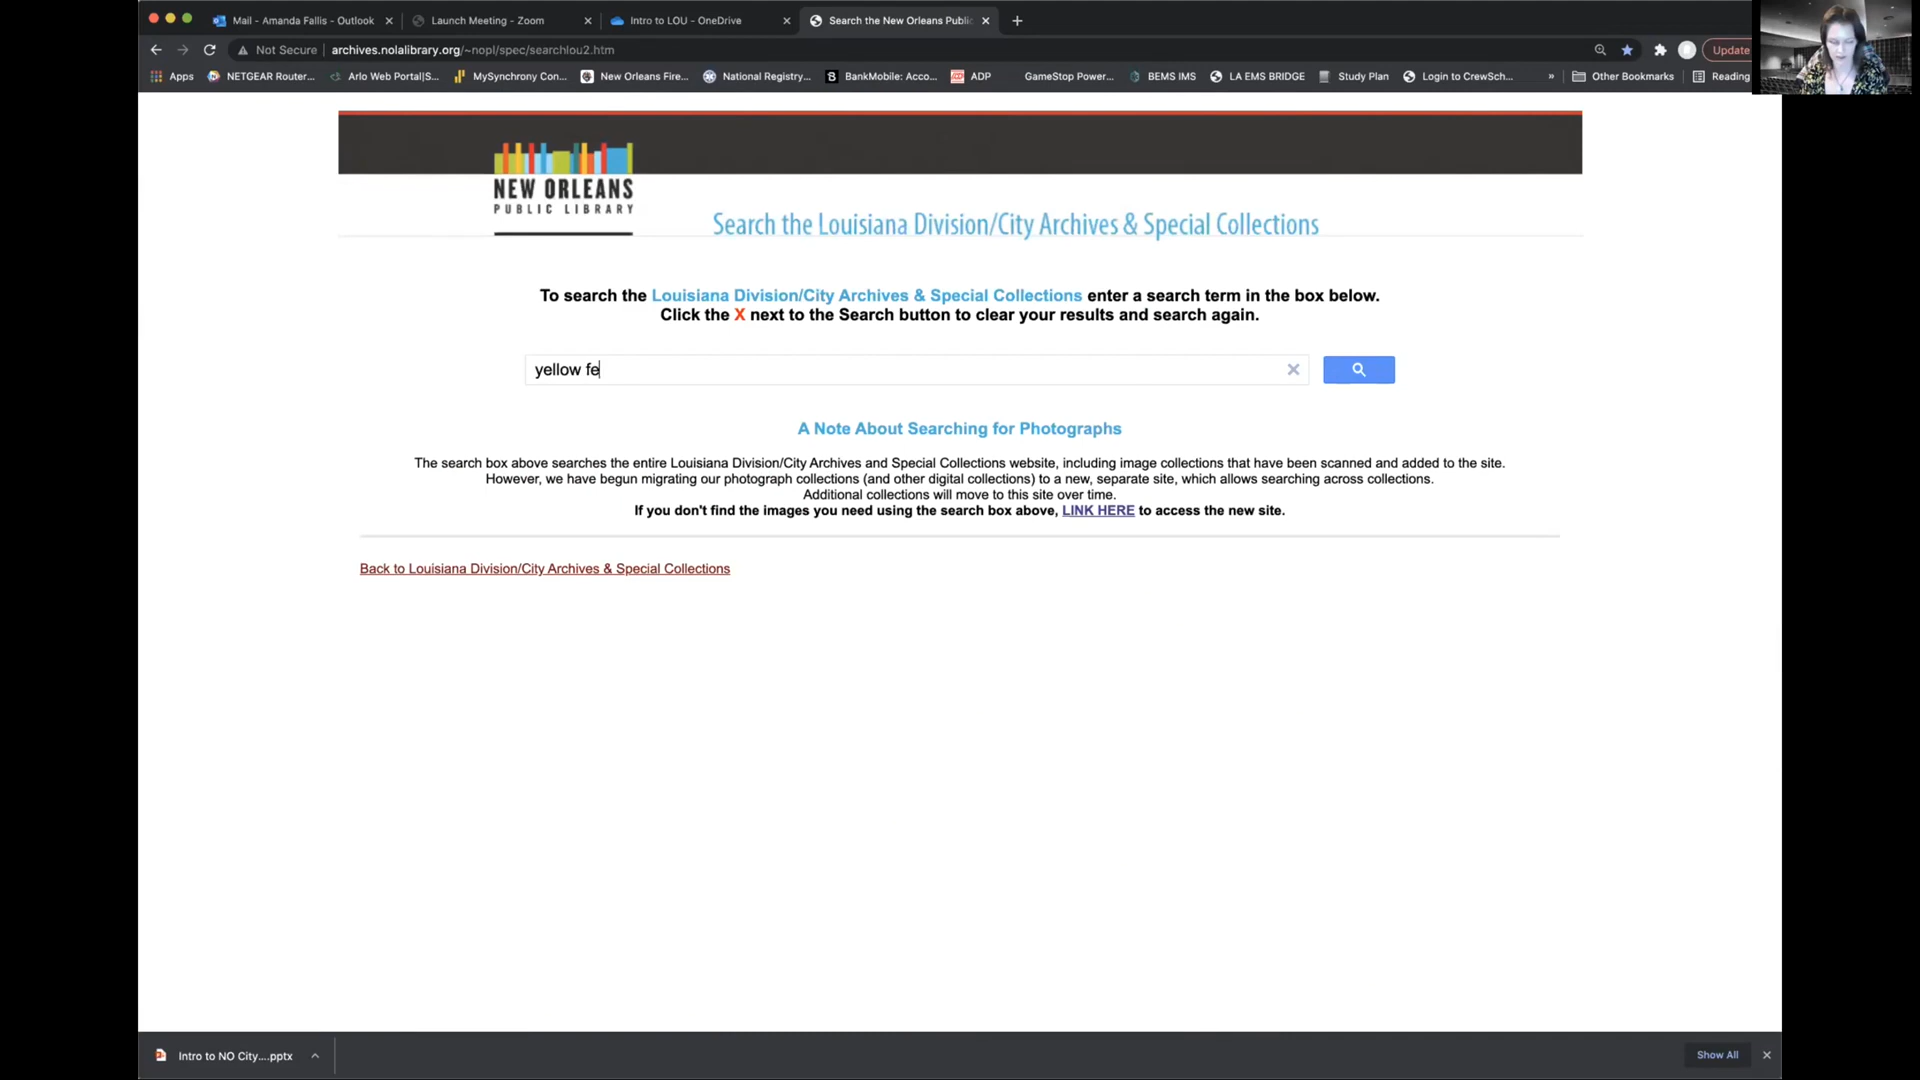 Mail - Amanda Fallis - Outlook
Launch Meeting - Zoom
Intro to LOU - OneDrive
Search the New Orleans Public
Not Secure
archives.nolalibrary.org/~nopl/spec/searchlou2.htm
Update
Apps
NETGEAR Router...
Arlo Web Portal|S...
MySynchrony Con...
New Orleans Fire...
National Registry...
BankMobile: Acco...
ADP
GameStop Power...
BEMS IMS
LA EMS BRIDGE
Study Plan
Login to CrewSch...
»
Other Bookmarks
Reading
NEW ORLEANS
PUBLIC LIBRARY
Search the Louisiana Division/City Archives & Special Collections
To search the Louisiana Division/City Archives & Special Collections enter a search term in the box below.
Click the X next to the Search button to clear your results and search again.
yellow fe
A Note About Searching for Photographs
The search box above searches the entire Louisiana Division/City Archives and Special Collections website, including image collections that have been scanned and added to the site.
However, we have begun migrating our photograph collections (and other digital collections) to a new, separate site, which allows searching across collections.
Additional collections will move to this site over time.
If you don't find the images you need using the search box above, LINK HERE to access the new site.
Back to Louisiana Division/City Archives & Special Collections
Intro to NO City....pptx
Show All